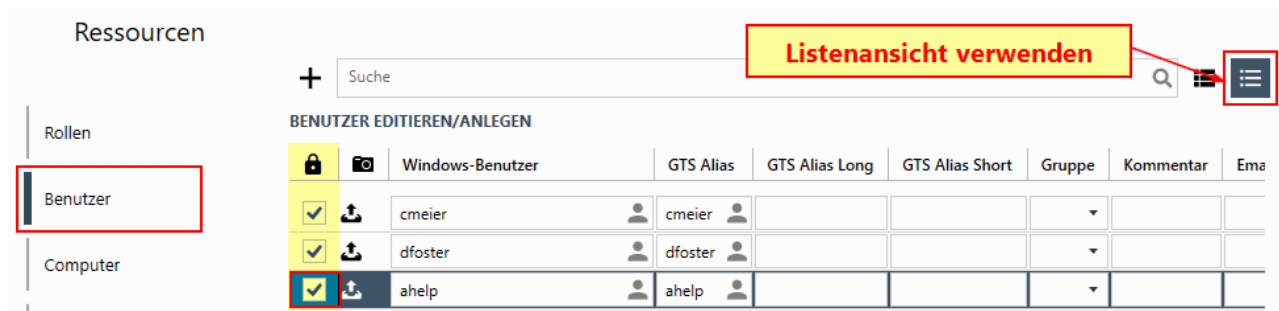 Ressourcen
Listenansicht verwenden
Suche
BENUTZER EDITIEREN/ANLEGEN
Rollen
Windows-Benutzer GTS Alias GTS Alias Long GTS Alias Short Gruppe Kommentar Ema
Benutzer
cmeier cmeier
dfoster dfoster
Computer
ahelp ahelp